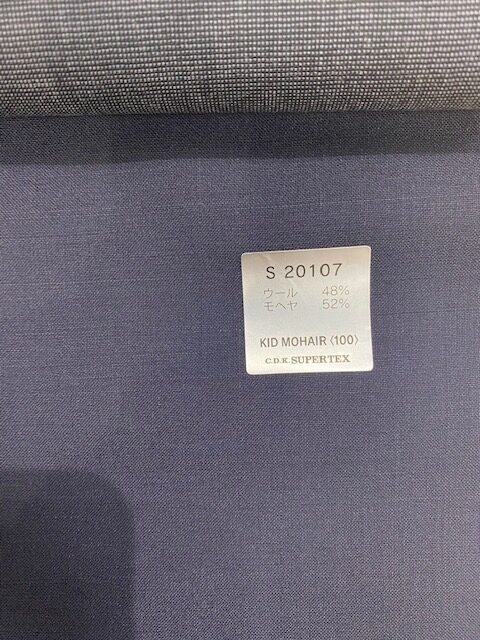 S 20107
ウール 48%
モヘヤ 52%
KID MOHAIR〈100〉
C.D.K. SUPERTEX